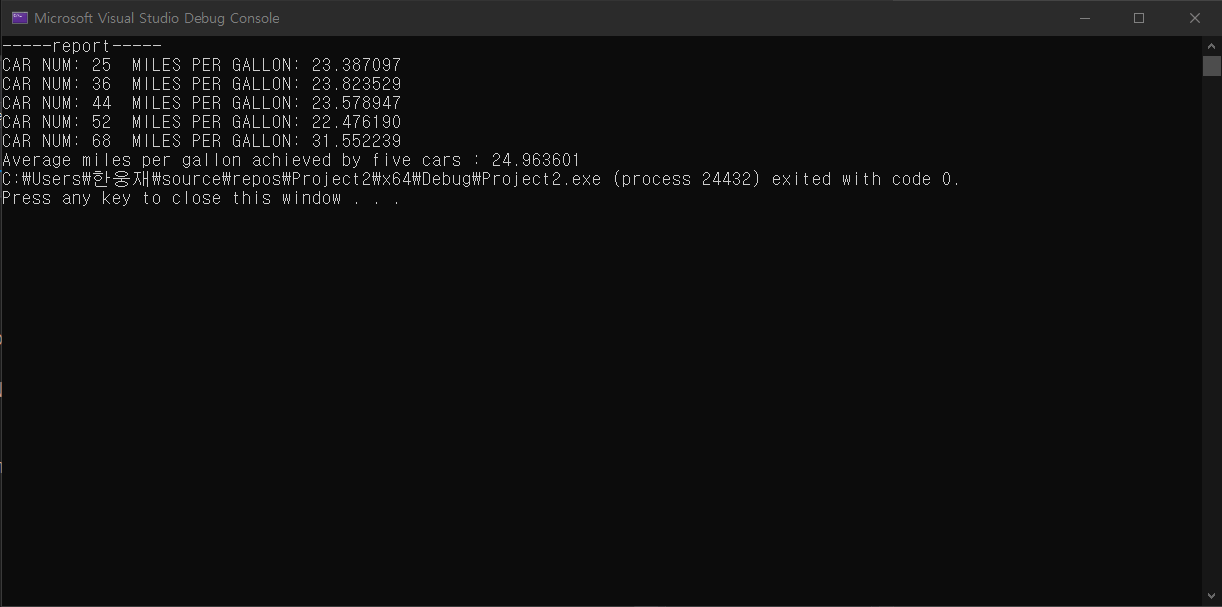 Microsoft Visual Studio Debug Console
-----report-----
CAR NUM: 25  MILES PER GALLON: 23.387097
CAR NUM: 36  MILES PER GALLON: 23.823529
CAR NUM: 44  MILES PER GALLON: 23.578947
CAR NUM: 52  MILES PER GALLON: 22.476190
CAR NUM: 68  MILES PER GALLON: 31.552239
Average miles per gallon achieved by five cars : 24.963601
C:₩Users₩한웅재₩source₩repos₩Project2₩x64₩Debug₩Project2.exe (process 24432) exited with code 0.
Press any key to close this window . . .